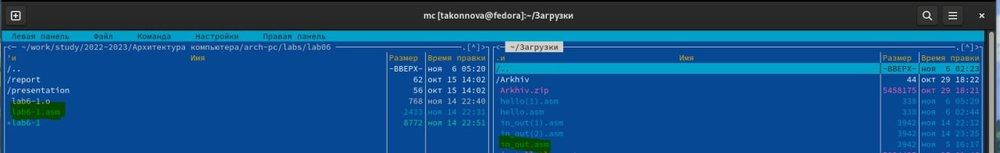 mc [takonnova@fedora]:~/Загрузки
Левая панель Файл Команда Настройки Правая панель
<─ ~/work/study/2022-2023/Архитектура компьютера/arch-pc/labs/lab06 .[^]>
'и Имя Размер Время правки
/.. -ВВЕРХ- ноя 6 05:20
/report 62 окт 15 14:02
/presentation 56 окт 15 14:02
lab6-1.o 768 ноя 14 22:40
lab6-1.asm 2433 ноя 14 22:31
*lab6-1 8772 ноя 14 22:51
<─ ~/Загрузки .[^]>
.и Имя Размер Время правки
/.. -ВВЕРХ- ноя 6 02:23
/Arkhiv 44 окт 29 18:22
Arkhiv.zip 5458175 окт 29 18:21
hello(1).asm 338 ноя 6 05:29
hello.asm 338 ноя 6 02:44
in_out(1).asm 3942 ноя 14 22:12
in_out(2).asm 3942 ноя 14 23:25
in_out.asm 3942 ноя 5 16:17